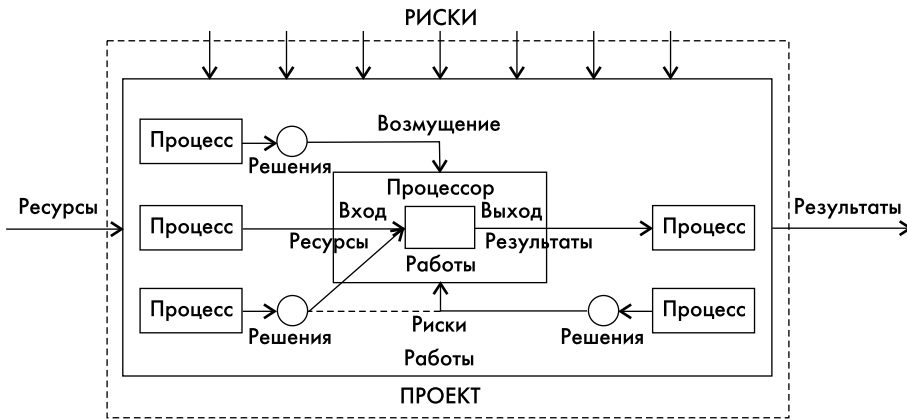 РИСКИ
Возмущение
Процесс
Решения
Процессор
Ресурсы
Вход
Выход
Результаты
Процесс
Процесс
Ресурсы
Результаты
Работы
Процесс
Процесс
Решения
Риски
Решения
Работы
ПРОЕКТ